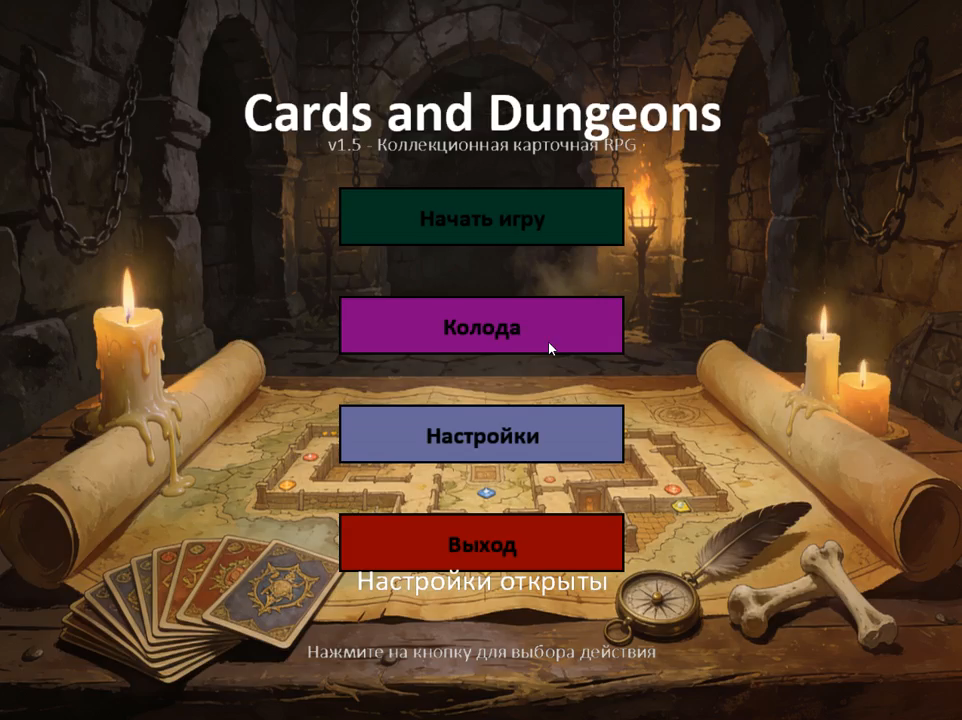 Cards and Dungeons
v1.5 - Коллекционная карточная RPG
Начать игру
Колода
Настройки
Выход
Настройки открыты
Нажмите на кнопку для выбора действия